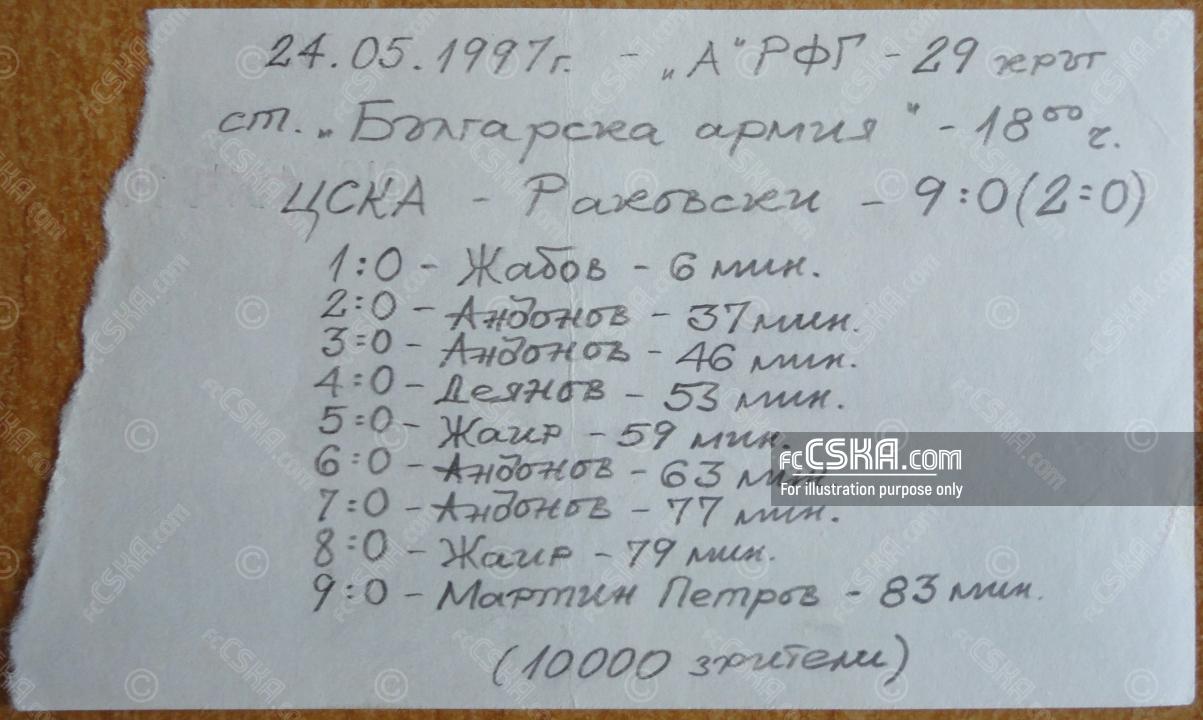 24.05.1997г. - „А“ РФГ - 29 кръг
ст. „Българска армия“ - 18⁰⁰ ч.
ЦСКА - Раковски - 9:0 (2:0)
1:0 - Жабов - 6 мин.
2:0 - Андонов - 37 мин.
3:0 - Андонов - 46 мин.
4:0 - Деянов - 53 мин.
5:0 - Жаир - 59 мин.
6:0 - Андонов - 63 мин
7:0 - Андонов - 77 мин.
8:0 - Жаир - 79 мин.
9:0 - Мартин Петров - 83 мин.
(10000 зрители)
fcCSKA.com
For illustration purpose only